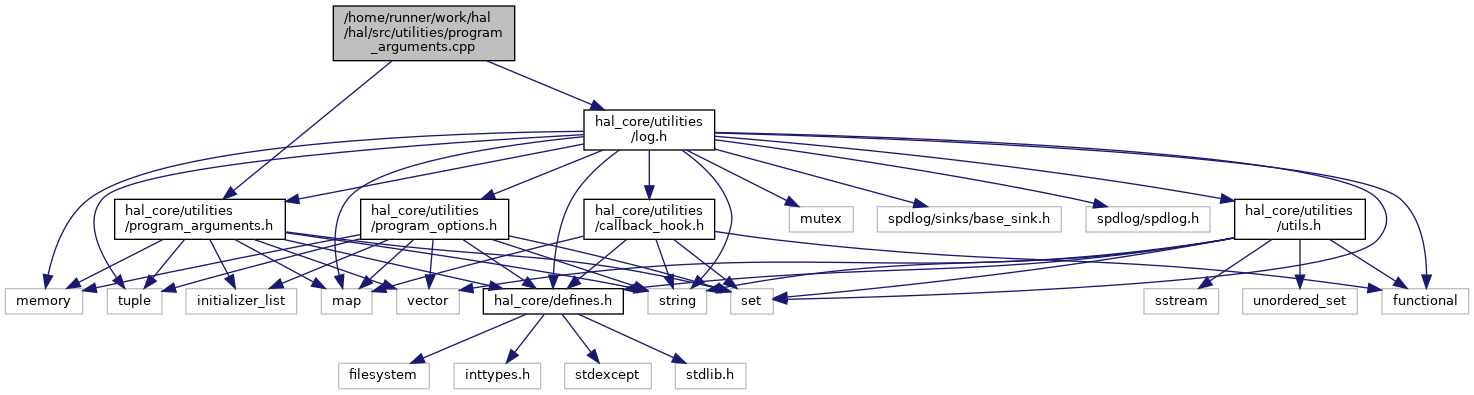 /home/runner/work/hal
/hal/src/utilities/program
_arguments.cpp
hal_core/utilities
/log.h
hal_core/utilities
/program_arguments.h
hal_core/utilities
/program_options.h
hal_core/utilities
/callback_hook.h
mutex
spdlog/sinks/base_sink.h
spdlog/spdlog.h
hal_core/utilities
/utils.h
memory
tuple
initializer_list
map
vector
hal_core/defines.h
string
set
sstream
unordered_set
functional
filesystem
inttypes.h
stdexcept
stdlib.h